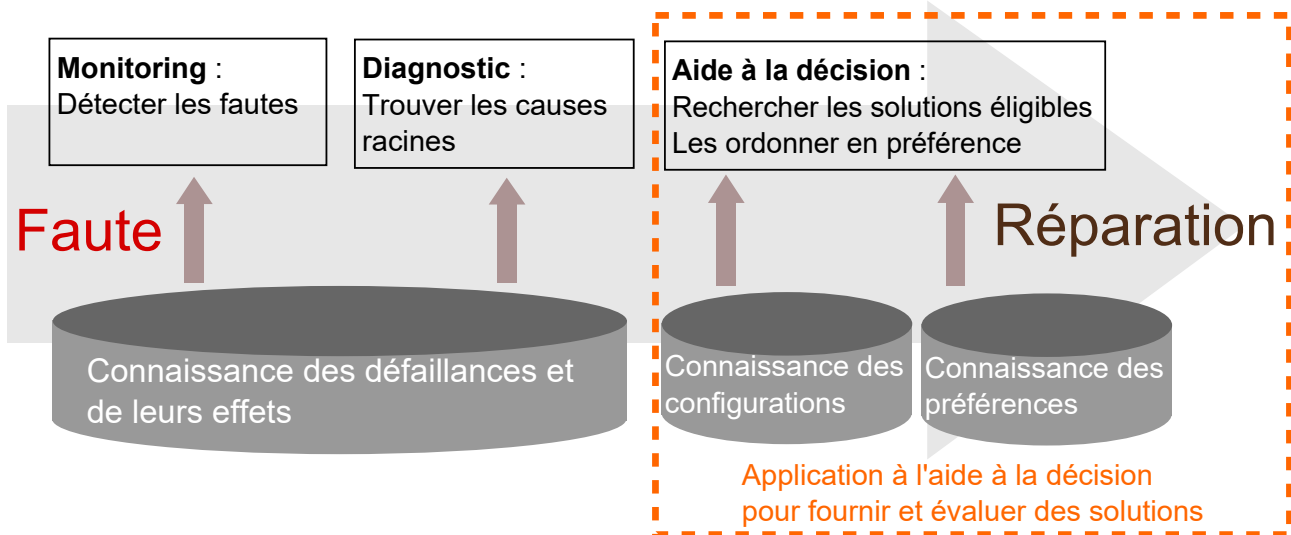 Monitoring :
Détecter les fautes
Diagnostic :
Trouver les causes
racines
Aide à la décision :
Rechercher les solutions éligibles
Les ordonner en préférence
Faute
Réparation
Connaissance des défaillances et
de leurs effets
Connaissance des
configurations
Connaissance des
préférences
Application à l'aide à la décision
pour fournir et évaluer des solutions